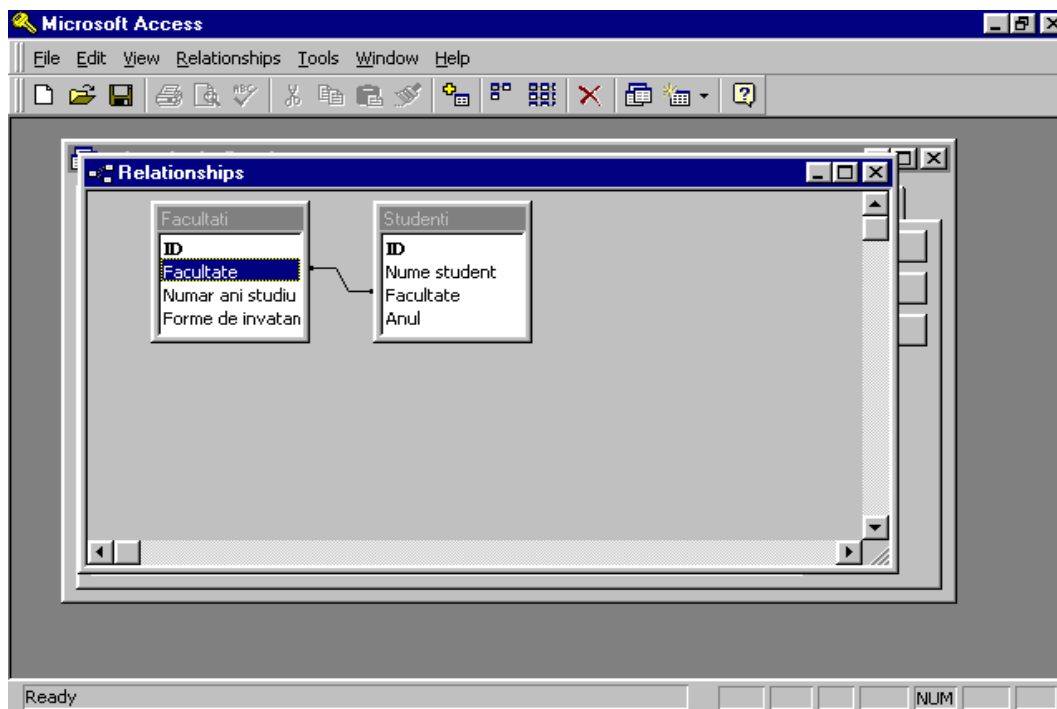 Microsoft Access
File Edit View Relationships Tools Window Help
Relationships
Facultati
ID
Facultate
Numar ani studiu
Forme de invatan
Studenti
ID
Nume student
Facultate
Anul
Ready
NUM